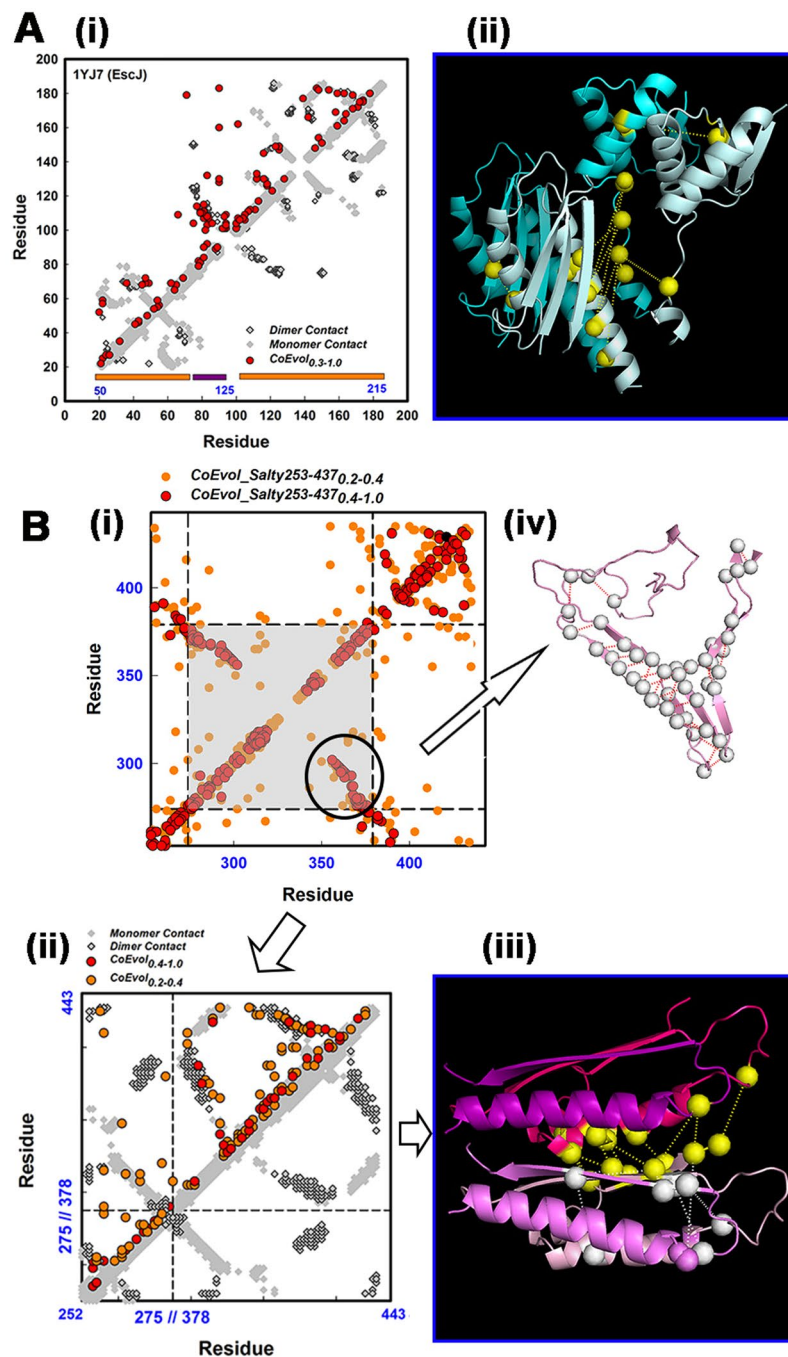 A (i) (ii)
1YJ7 (EscJ)
200
180
160
140
120
100
80
60
40
20
0
Residue
Dimer Contact
Monomer Contact
CoEvol0.3-1.0
50 125 215
0 20 40 60 80 100 120 140 160 180 200
Residue
CoEvol_Salty253-4370.2-0.4
CoEvol_Salty253-4370.4-1.0
B (i) (iv)
400
350
300
Residue
300 350 400
Residue
(ii) (iii)
Monomer Contact
Dimer Contact
CoEvol0.4-1.0
CoEvol0.2-0.4
443
Residue
275 // 378
252 275 // 378 443
Residue